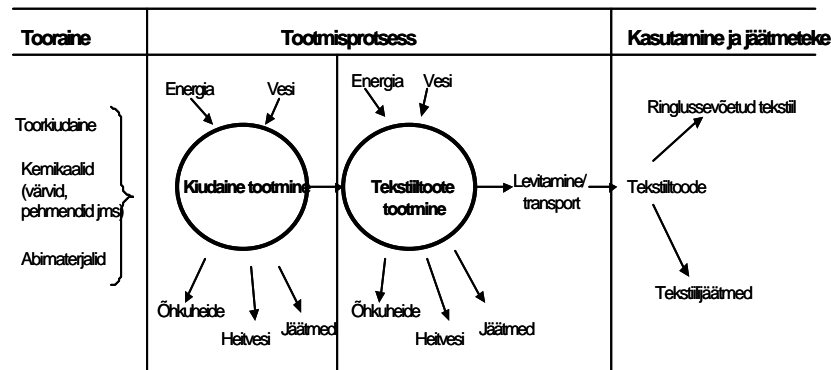 Tooraine
Tootmisprotsess
Kasutamine ja jäätmeteke
Toorkiudaine
Kemikaalid
(värvid,
pehmendid jms)
Abimaterjalid
Energia
Vesi
Kiudaine tootmine
Õhkuheide
Heitvesi
Jäätmed
Energia
Vesi
Tekstiiltoote
tootmine
Õhkuheide
Heitvesi
Jäätmed
Levitamine/
transport
Ringlussevõetud tekstiil
Tekstiiltoode
Tekstiilijäätmed